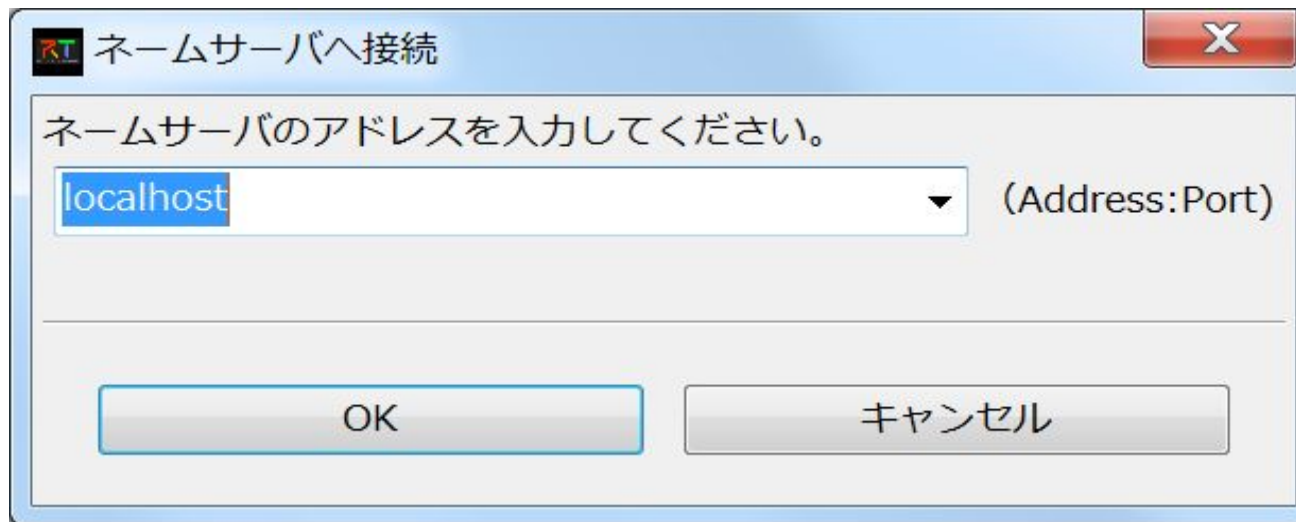 RT ネームサーバへ接続
ネームサーバのアドレスを入力してください。
localhost (Address:Port)
OK キャンセル